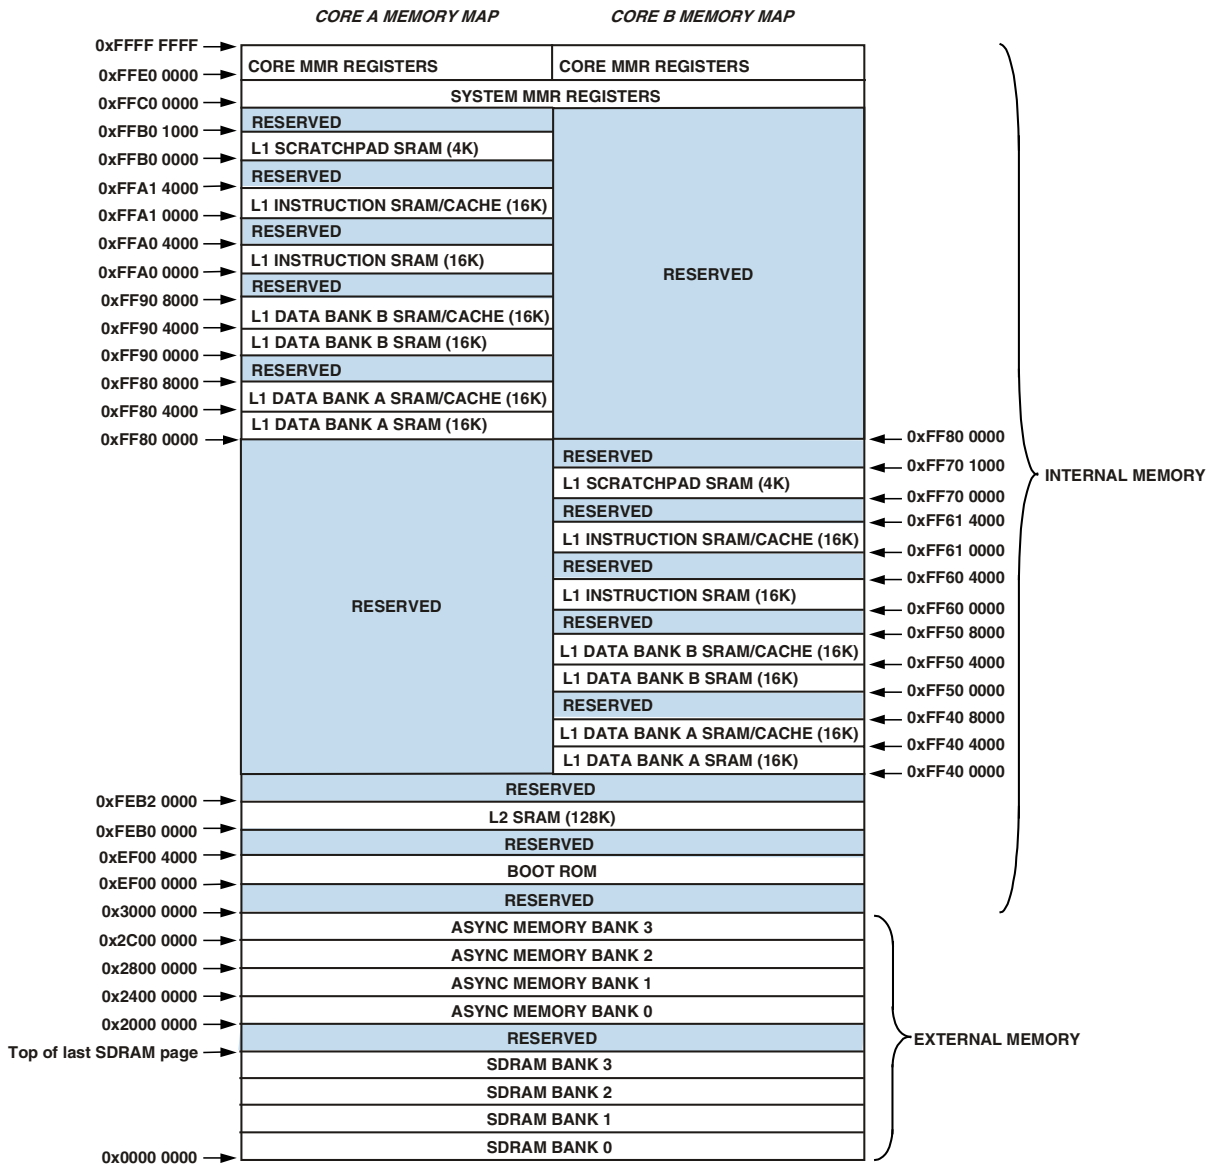 CORE A MEMORY MAP
CORE B MEMORY MAP
0xFFFF FFFF
CORE MMR REGISTERS
CORE MMR REGISTERS
0xFFE0 0000
SYSTEM MMR REGISTERS
0xFFC0 0000
RESERVED
0xFFB0 1000
L1 SCRATCHPAD SRAM (4K)
0xFFB0 0000
RESERVED
0xFFA1 4000
L1 INSTRUCTION SRAM/CACHE (16K)
0xFFA1 0000
RESERVED
0xFFA0 4000
L1 INSTRUCTION SRAM (16K)
0xFFA0 0000
RESERVED
RESERVED
0xFF90 8000
L1 DATA BANK B SRAM/CACHE (16K)
0xFF90 4000
L1 DATA BANK B SRAM (16K)
0xFF90 0000
RESERVED
0xFF80 8000
L1 DATA BANK A SRAM/CACHE (16K)
0xFF80 4000
L1 DATA BANK A SRAM (16K)
0xFF80 0000
0xFF80 0000
RESERVED
0xFF70 1000
INTERNAL MEMORY
L1 SCRATCHPAD SRAM (4K)
0xFF70 0000
RESERVED
0xFF61 4000
L1 INSTRUCTION SRAM/CACHE (16K)
0xFF61 0000
RESERVED
0xFF60 4000
L1 INSTRUCTION SRAM (16K)
RESERVED
0xFF60 0000
RESERVED
0xFF50 8000
L1 DATA BANK B SRAM/CACHE (16K)
0xFF50 4000
L1 DATA BANK B SRAM (16K)
0xFF50 0000
RESERVED
0xFF40 8000
L1 DATA BANK A SRAM/CACHE (16K)
0xFF40 4000
L1 DATA BANK A SRAM (16K)
0xFF40 0000
RESERVED
0xFEB2 0000
L2 SRAM (128K)
0xFEB0 0000
RESERVED
0xEF00 4000
BOOT ROM
0xEF00 0000
RESERVED
0x3000 0000
ASYNC MEMORY BANK 3
0x2C00 0000
ASYNC MEMORY BANK 2
0x2800 0000
ASYNC MEMORY BANK 1
0x2400 0000
ASYNC MEMORY BANK 0
0x2000 0000
RESERVED
EXTERNAL MEMORY
Top of last SDRAM page
SDRAM BANK 3
SDRAM BANK 2
SDRAM BANK 1
SDRAM BANK 0
0x0000 0000